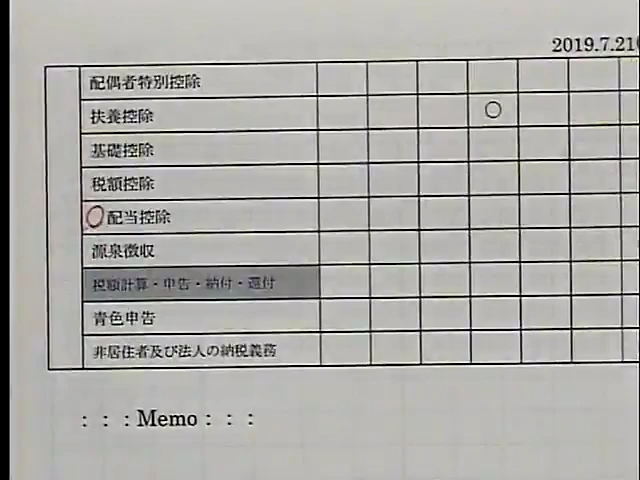 2019.7.21
配偶者特別控除
扶養控除 ○
基礎控除
税額控除
○配当控除
源泉徴収
税額計算・申告・納付・還付
青色申告
非居住者及び法人の納税義務
：：：Memo：：：